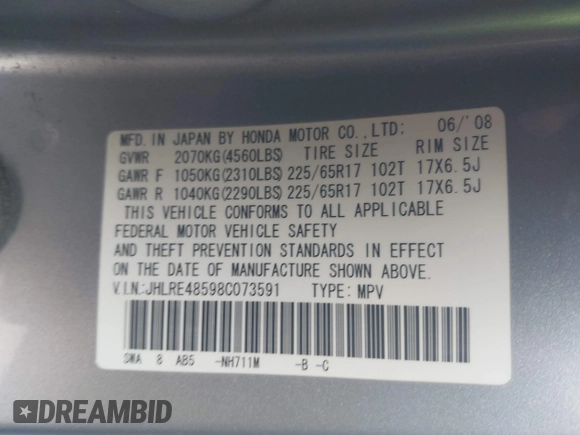 MFD. IN JAPAN BY HONDA MOTOR CO., LTD: 06/'08
GVWR 2070KG(4560LBS) TIRE SIZE RIM SIZE
GAWR F 1050KG(2310LBS) 225/65R17 102T 17X6.5J
GAWR R 1040KG(2290LBS) 225/65R17 102T 17X6.5J
THIS VEHICLE CONFORMS TO ALL APPLICABLE
FEDERAL MOTOR VEHICLE SAFETY
AND THEFT PREVENTION STANDARDS IN EFFECT
ON THE DATE OF MANUFACTURE SHOWN ABOVE.
V.I.N:JHLRE48598C073591 TYPE: MPV
SWA 8 AB5 -NH711M -B -C
DREAMBID